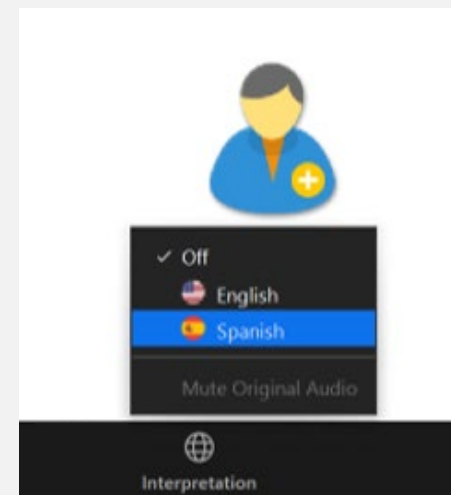 Off
English
Spanish
Mute Original Audio
Interpretation